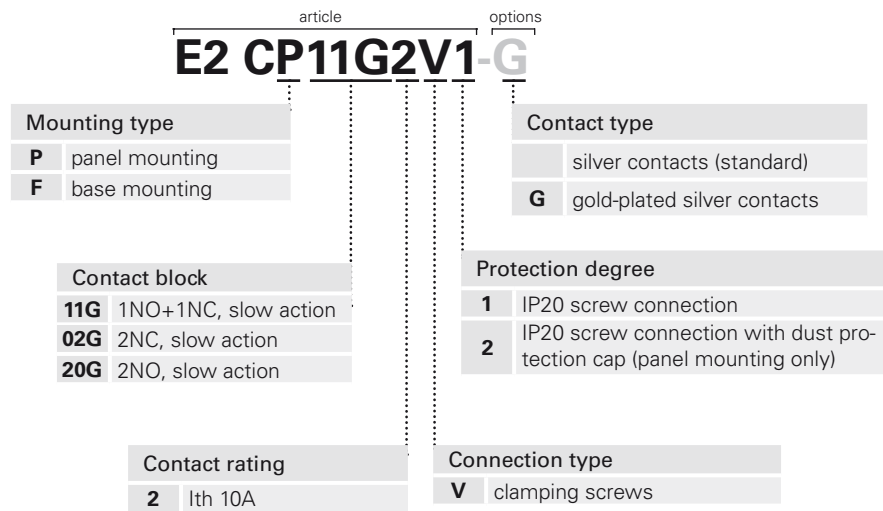 article
options
E2 CP11G2V1-G
Mounting type
P panel mounting
F base mounting
Contact type
silver contacts (standard)
G gold-plated silver contacts
Contact block
11G 1NO+1NC, slow action
02G 2NC, slow action
20G 2NO, slow action
Protection degree
1 IP20 screw connection
2 IP20 screw connection with dust pro-
tection cap (panel mounting only)
Contact rating
2 Ith 10A
Connection type
V clamping screws